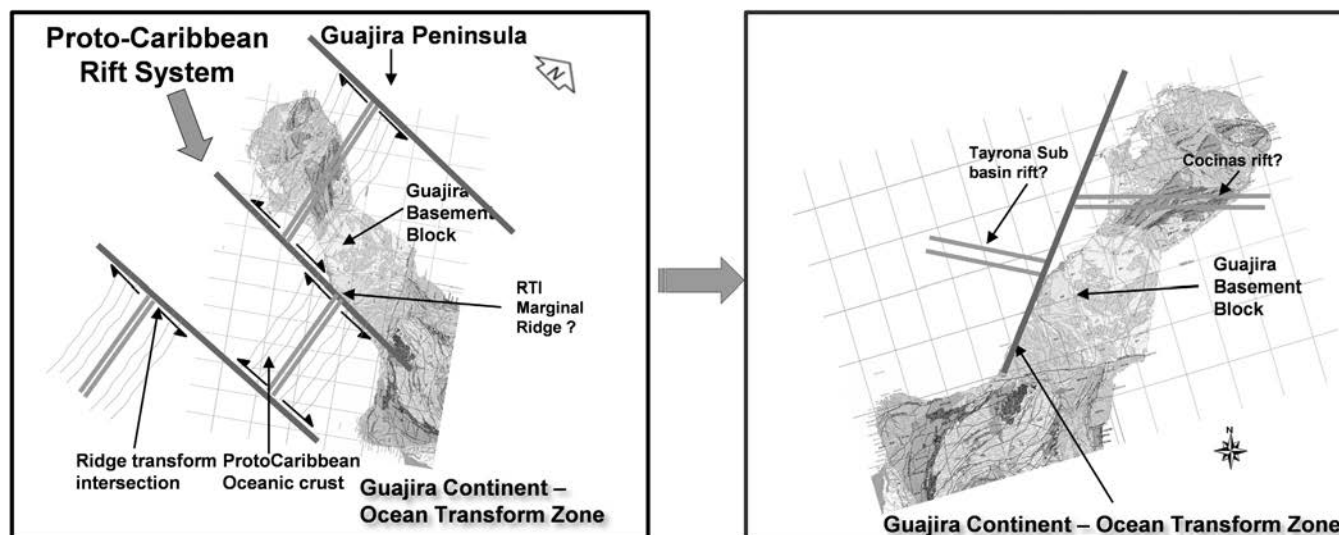 Proto-Caribbean
Rift System
Guajira Peninsula
N
Guajira
Basement
Block
RTI
Marginal
Ridge ?
Ridge transform
intersection
ProtoCaribbean
Oceanic crust
Guajira Continent –
Ocean Transform Zone
Tayrona Sub
basin rift?
Cocinas rift?
Guajira
Basement
Block
N
Guajira Continent – Ocean Transform Zone